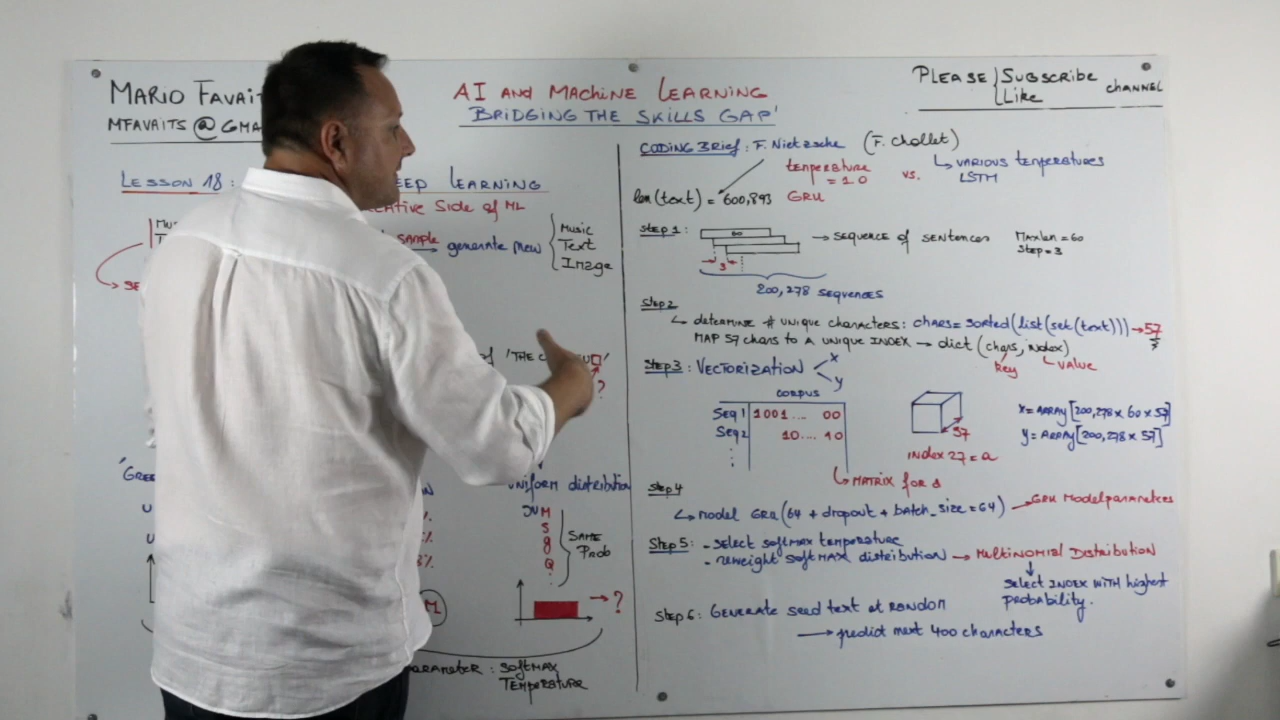 MARIO FAVAIT
MFAVAITS @ GMA
AI AND MACHINE LEARNING
'BRIDGING THE SKILLS GAP'
PLEASE SUBSCRIBE
LIKE
CHANNEL
LESSON 18:
EEP LEARNING
ATIVE SIDE OF ML
SAMPLE
generate new
Music
Text
Image
of 'THE C
?
'GREE
UNIFORM distribution
M
S
g
Q
SAME
PROB
%
%
%
M
?
PARAMETER: SOFTMAX
TEMPERATURE
CODING BRIEF: F. Nietzsche (F. Chollet)
temperature
= 1.0
vs.
VARIOUS temperatures
LSTM
len(text) = 600,893 GRU
Step 1:
60
3
SEQUENCE of SENTENCES
Maxlen = 60
Step = 3
200,278 SEQUENCES
Step 2
determine # unique characters: chars = sorted(list(set(text))) → 57
MAP 57 chars to A unique INDEX → dict (chars, index)
key
VALUE
Step 3: VECTORIZATION
x
y
CORPUS
Seq 1 1001... 00
Seq 2 10.... 10
57
INDEX 27 = a
x = ARRAY[200,278 x 60 x 57]
y = ARRAY[200,278 x 57]
MATRIX for
Step 4
Model GRU (64 + dropout + batch_size = 64) → GRU Model parameters
Step 5: - Select softmax temperature
- reweight softMAX distribution → Multinomial Distribution
Select INDEX WITH highest
probability.
Step 6: GENERATE seed text at RANDOM
→ predict next 400 characters